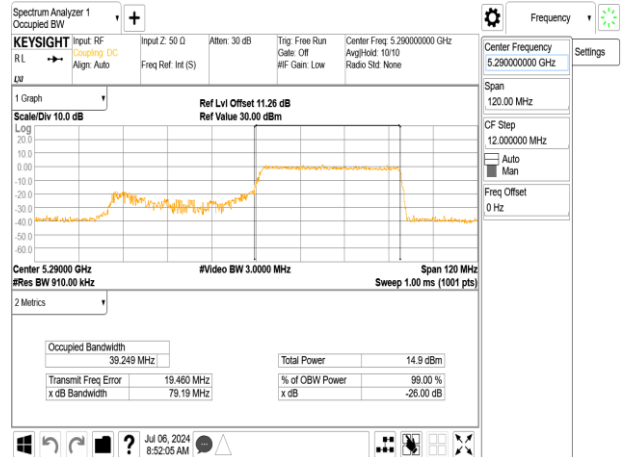 Spectrum Analyzer 1
Occupied BW
KEYSIGHT
RL
LXI
Input: RF
Coupling: DC
Align: Auto
Input Z: 50 Ω
Freq Ref: Int (S)
Atten: 30 dB
Trig: Free Run
Gate: Off
#IF Gain: Low
Center Freq: 5.290000000 GHz
Avg|Hold: 10/10
Radio Std: None
1 Graph
Scale/Div 10.0 dB
Ref Lvl Offset 11.26 dB
Ref Value 30.00 dBm
Log
20.0
10.0
0.00
-10.0
-20.0
-30.0
-40.0
-50.0
-60.0
Center 5.29000 GHz
#Res BW 910.00 kHz
#Video BW 3.0000 MHz
Span 120 MHz
Sweep 1.00 ms (1001 pts)
2 Metrics
Occupied Bandwidth
39.249 MHz
Transmit Freq Error 19.460 MHz
x dB Bandwidth 79.19 MHz
Total Power 14.9 dBm
% of OBW Power 99.00 %
x dB -26.00 dB
?
Jul 06, 2024
8:52:05 AM
Frequency
Settings
Center Frequency
5.290000000 GHz
Span
120.00 MHz
CF Step
12.000000 MHz
Auto
Man
Freq Offset
0 Hz